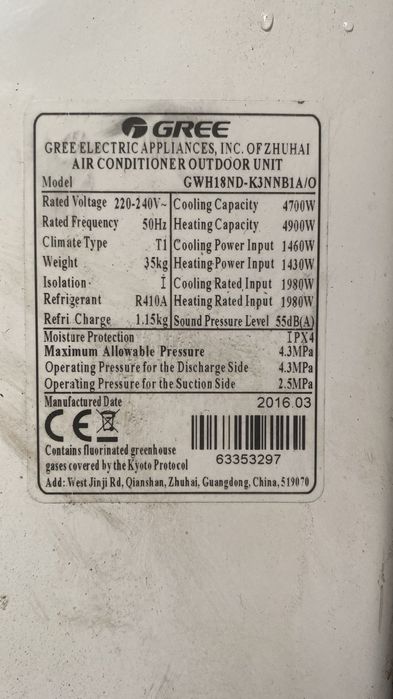 GREE
GREE ELECTRIC APPLIANCES, INC. OF ZHUHAI
AIR CONDITIONER OUTDOOR UNIT
Model GWH18ND-K3NNB1A/O
Rated Voltage 220-240V~ Cooling Capacity 4700W
Rated Frequency 50Hz Heating Capacity 4900W
Climate Type T1 Cooling Power Input 1460W
Weight 35kg Heating Power Input 1430W
Isolation I Cooling Rated Input 1980W
Refrigerant R410A Heating Rated Input 1980W
Refri Charge 1.15kg Sound Pressure Level 55dB(A)
Moisture Protection IPX4
Maximum Allowable Pressure 4.3MPa
Operating Pressure for the Discharge Side 4.3MPa
Operating Pressure for the Suction Side 2.5MPa
Manufactured Date 2016.03
CE
Contains fluorinated greenhouse
gases covered by the Kyoto Protocol
63353297
Add: West Jinji Rd, Qianshan, Zhuhai, Guangdong, China, 519070